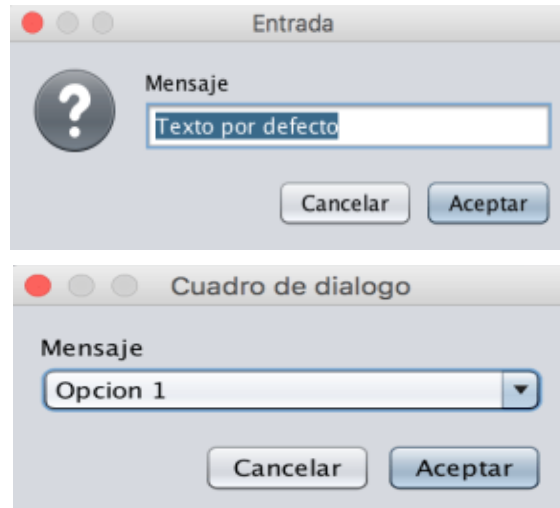 Entrada
Mensaje
Texto por defecto
Cancelar
Aceptar
Cuadro de dialogo
Mensaje
Opcion 1
Cancelar
Aceptar